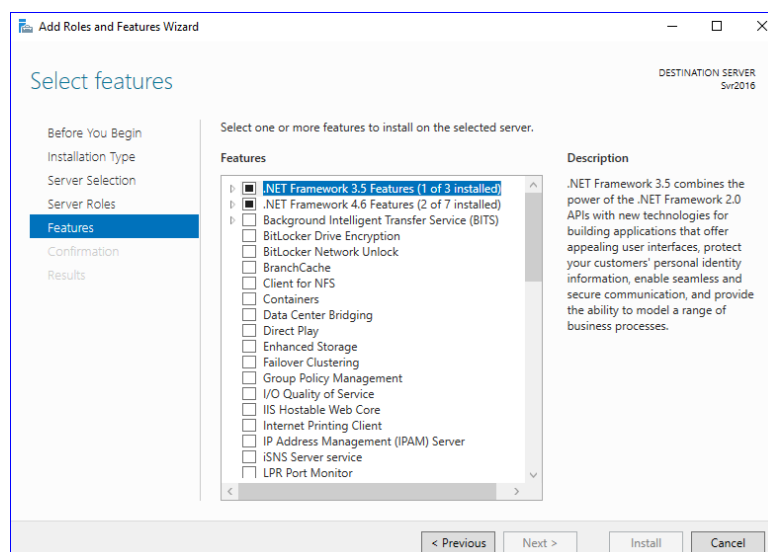 Add Roles and Features Wizard
Select features
DESTINATION SERVER
Svr2016
Before You Begin
Installation Type
Server Selection
Server Roles
Features
Confirmation
Results
Select one or more features to install on the selected server.
Features
.NET Framework 3.5 Features (1 of 3 installed)
.NET Framework 4.6 Features (2 of 7 installed)
Background Intelligent Transfer Service (BITS)
BitLocker Drive Encryption
BitLocker Network Unlock
BranchCache
Client for NFS
Containers
Data Center Bridging
Direct Play
Enhanced Storage
Failover Clustering
Group Policy Management
I/O Quality of Service
IIS Hostable Web Core
Internet Printing Client
IP Address Management (IPAM) Server
iSNS Server service
LPR Port Monitor
Description
.NET Framework 3.5 combines the
power of the .NET Framework 2.0
APIs with new technologies for
building applications that offer
appealing user interfaces, protect
your customers' personal identity
information, enable seamless and
secure communication, and provide
the ability to model a range of
business processes.
< Previous
Next >
Install
Cancel